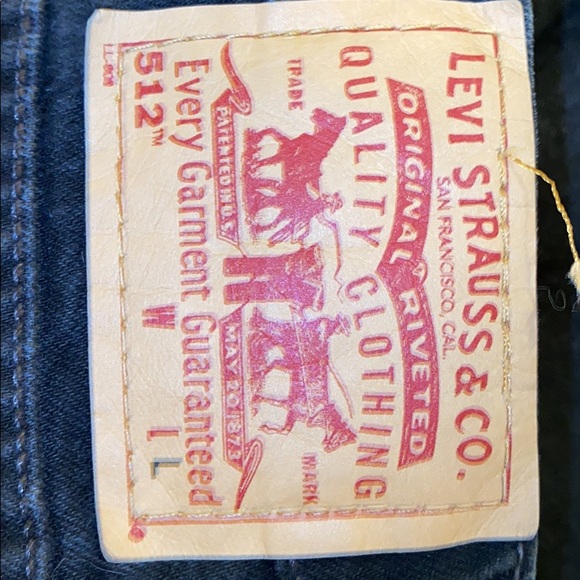 LEVI STRAUSS & CO.
SAN FRANCISCO, CAL.
ORIGINAL® RIVETED
QUALITY CLOTHING
TRADE MARK
PATENTED IN U.S. MAY 20 1873
Every Garment Guaranteed
512™ W L